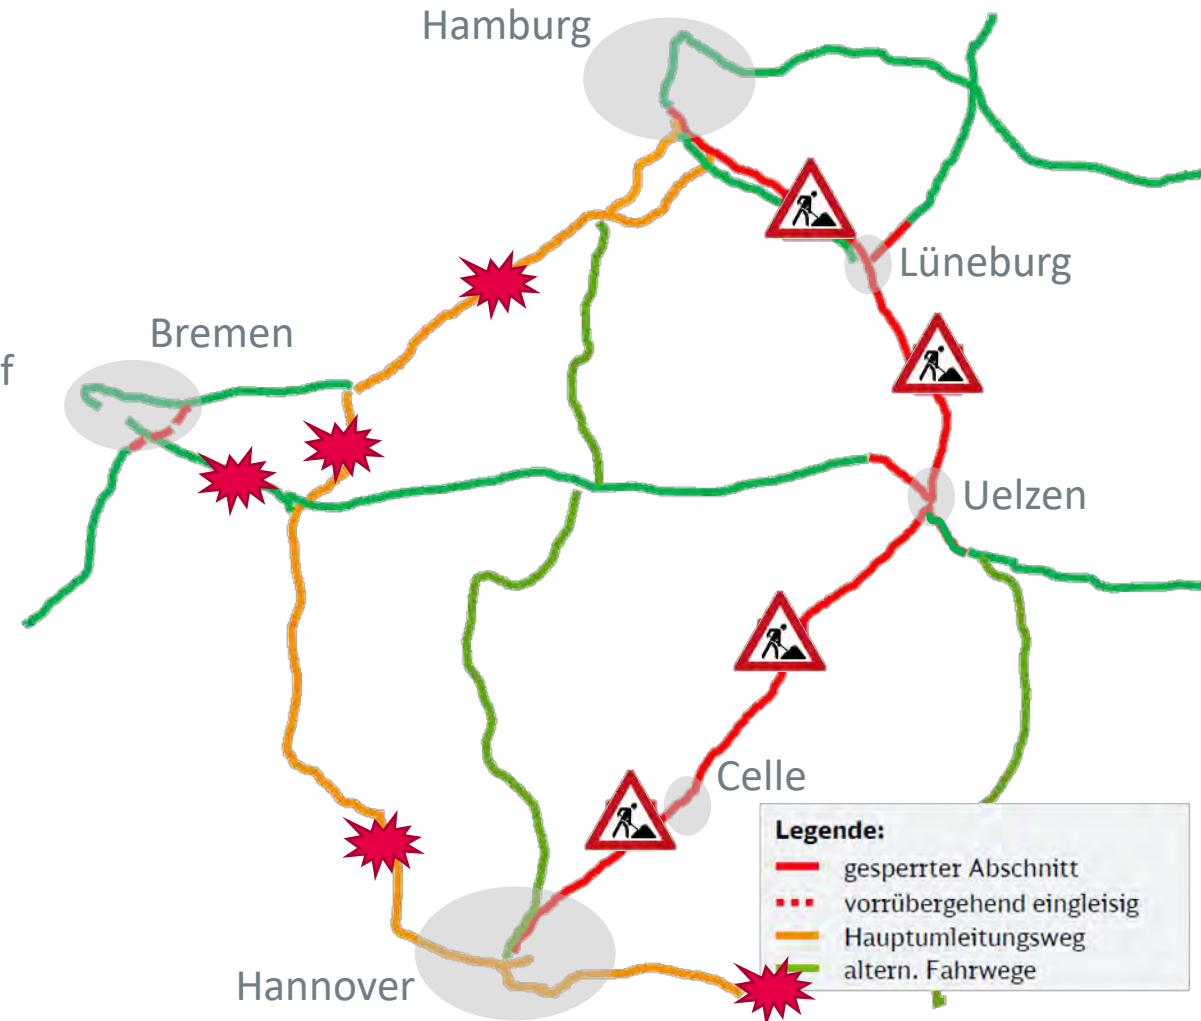 Hamburg
Lüneburg
Bremen
f
Uelzen
Celle
Legende:
gesperrter Abschnitt
vorrübergehend eingleisig
Hauptumleitungsweg
altern. Fahrwege
Hannover